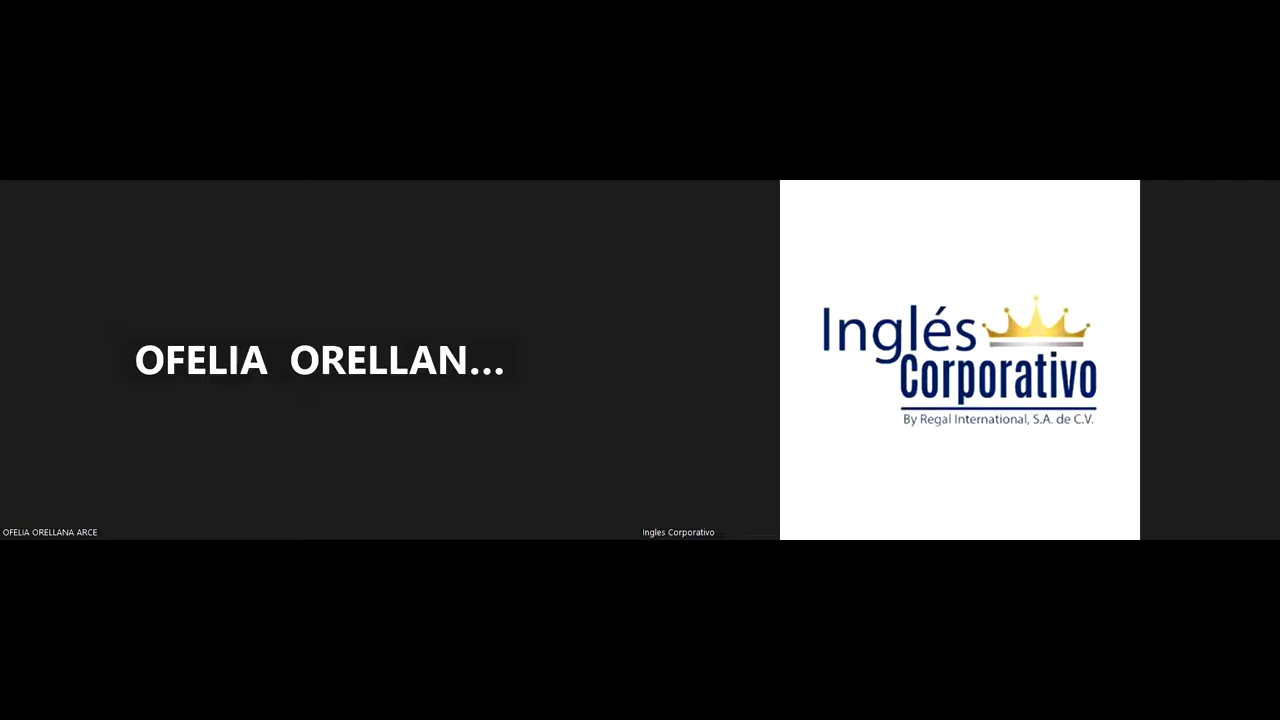 OFELIA ORELLAN...
OFELIA ORELLANA ARCE
Inglés
Corporativo
By Regal International, S.A. de C.V.
Ingles Corporativo